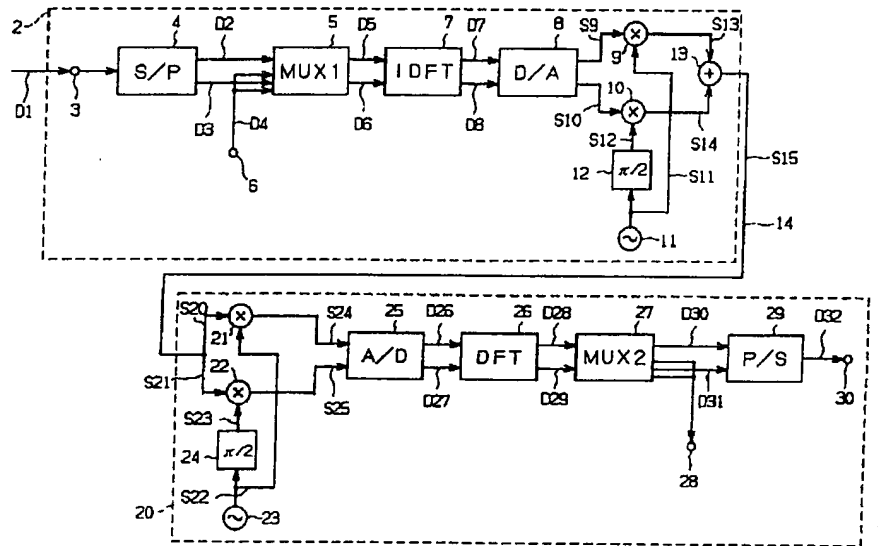 2
4
D2
5
D5
7
D7
8
S9
S13
S/P
MUX1
IDFT
D/A
9
13
D1
3
D3
D4
D6
D8
S10
10
S12
S14
6
12
π/2
S11
S15
11
14
S20
21
S24
25
D26
26
D28
27
D30
29
D32
A/D
DFT
MUX2
P/S
S21
22
S23
S25
D27
D29
D31
30
24
π/2
S22
28
20
23